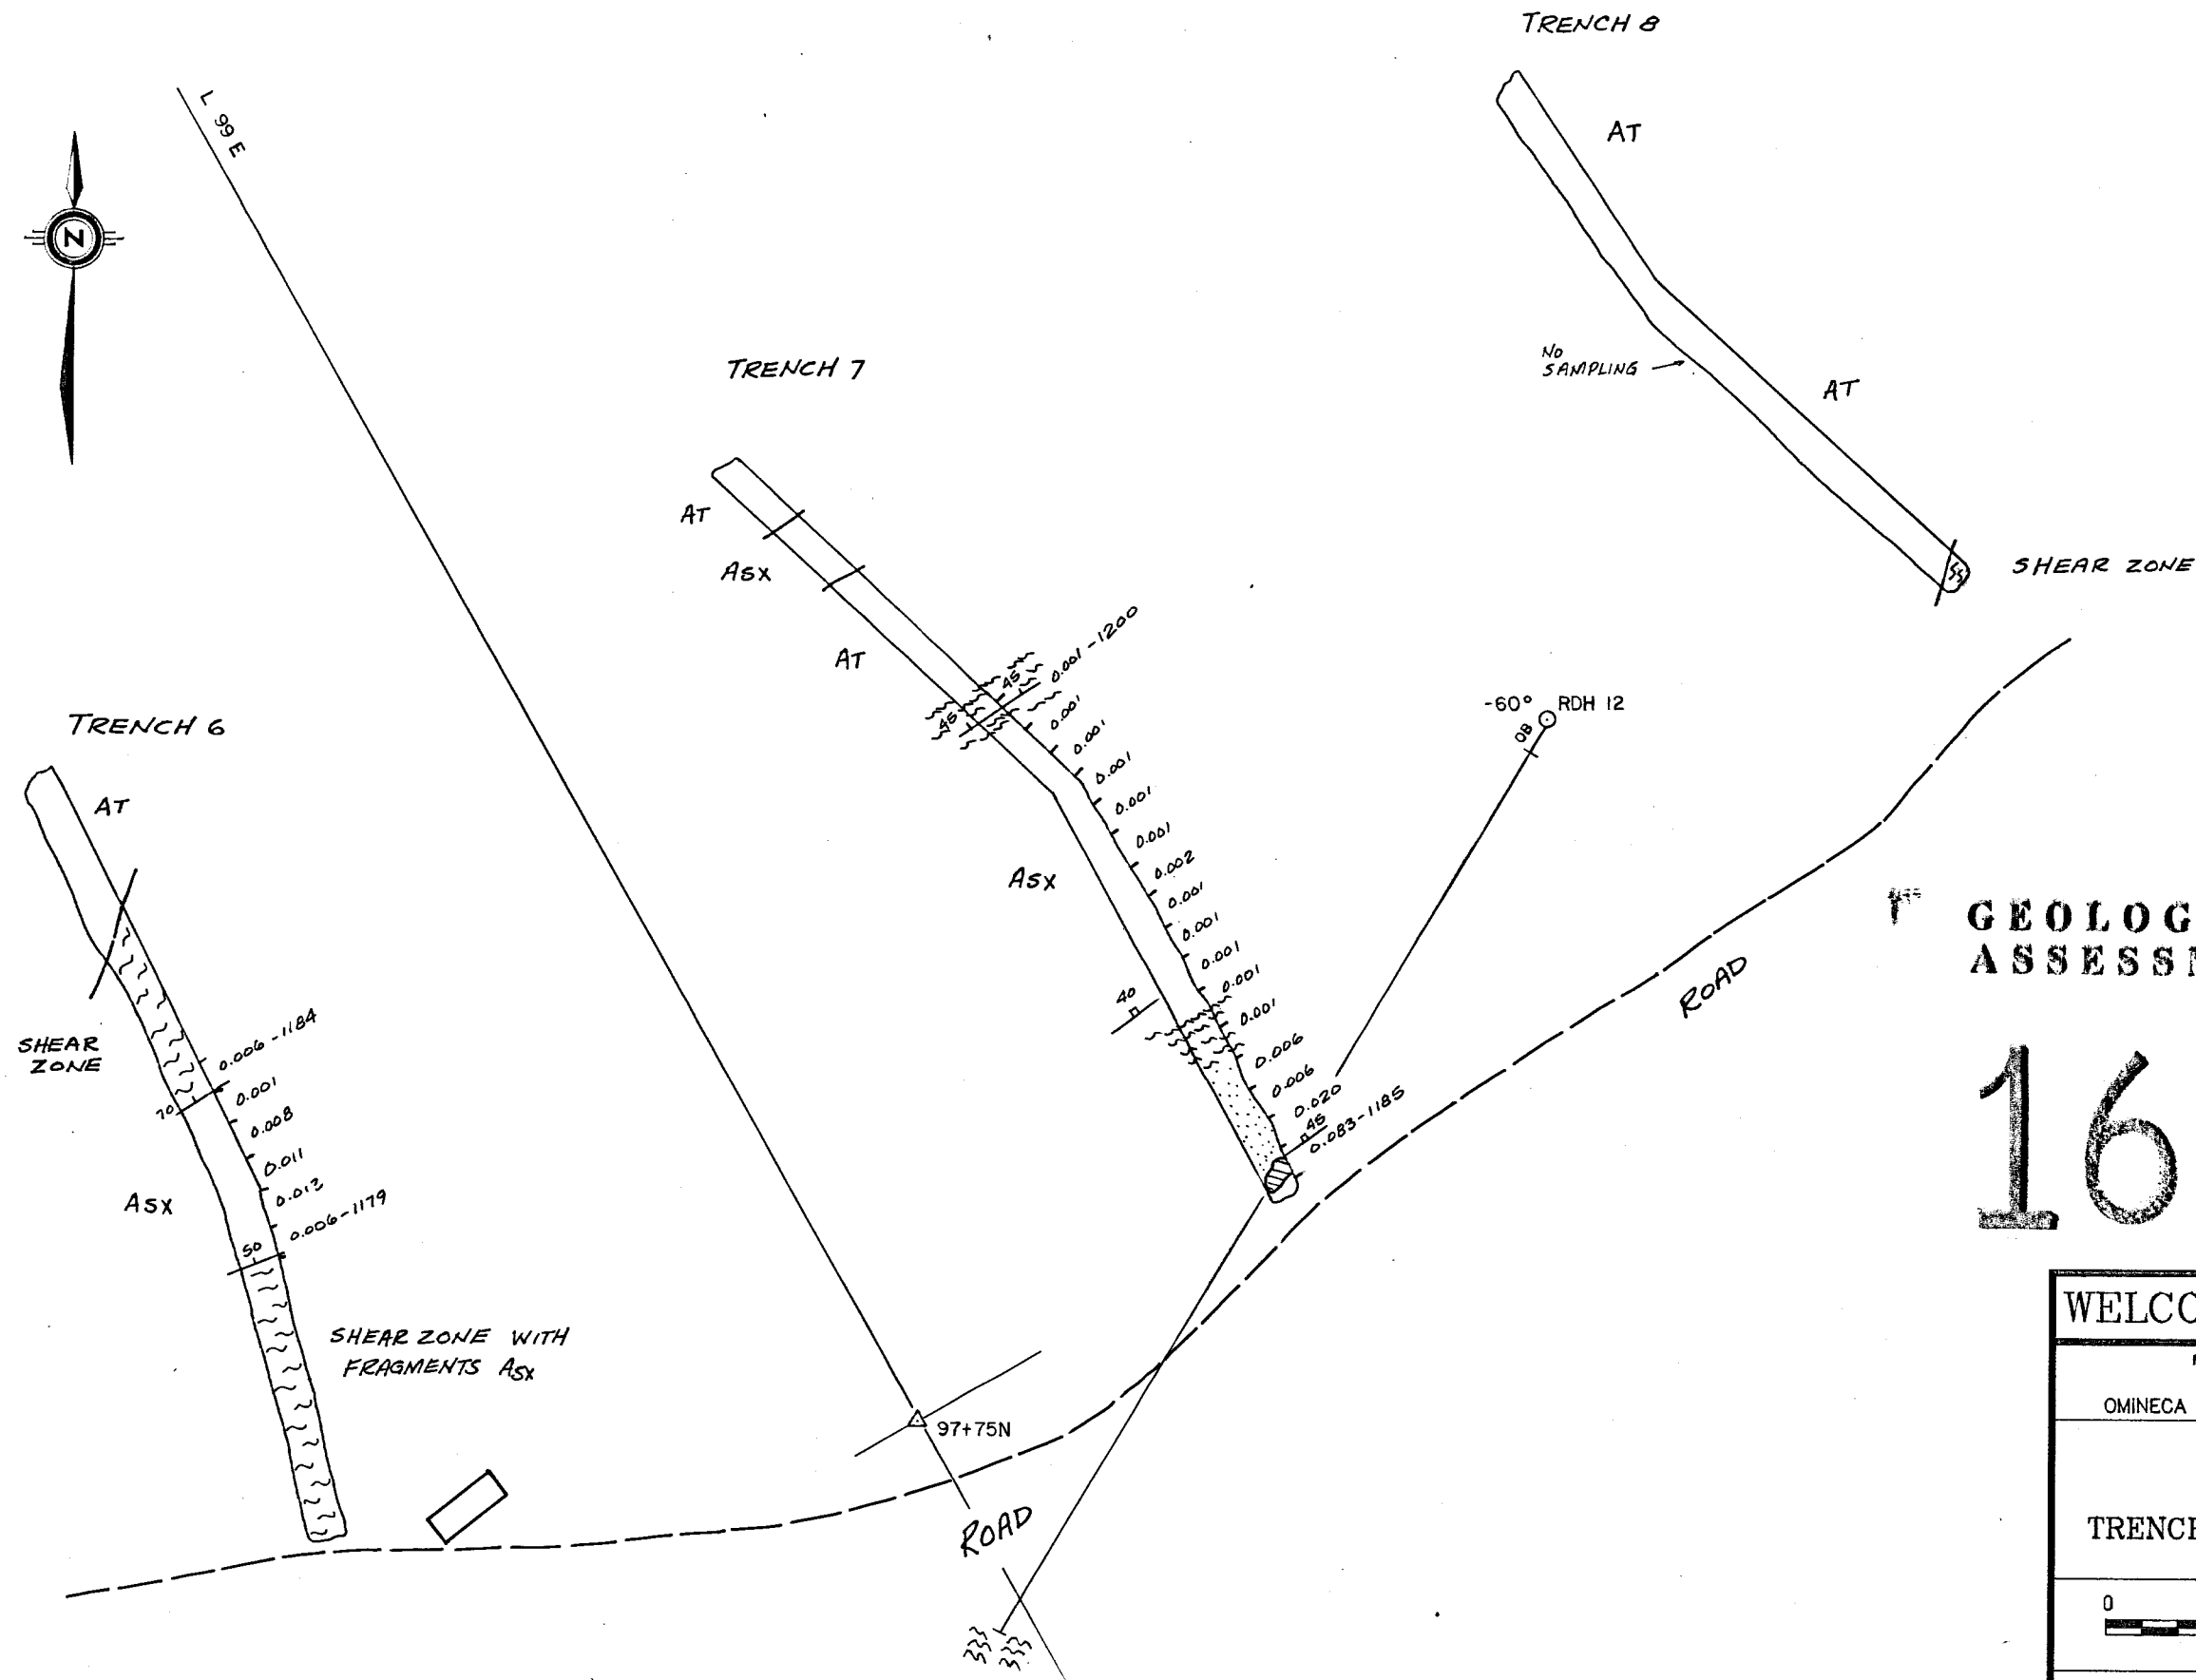 TRENCH 8
L 99 E
AT
N
TRENCH 7
NO
SAMPLING
AT
AT
ASX
SHEAR ZONE
AT
45
0.001-1200
45
0.001
0.001
0.001
0.001
0.001
0.002
0.001
0.001
0.001
0.001
0.001
0.006
0.006
0.020
45
0.083-1185
ASX
40
-60° RDH 12
OB
TRENCH 6
AT
SHEAR
ZONE
0.006-1184
0.001
0.008
0.011
0.013
0.006-1179
70
ASX
50
SHEAR ZONE WITH
FRAGMENTS ASX
97+75N
ROAD
ROAD
GEOLOG
ASSESSM
16
WELCO
OMINECA
TRENCH
0